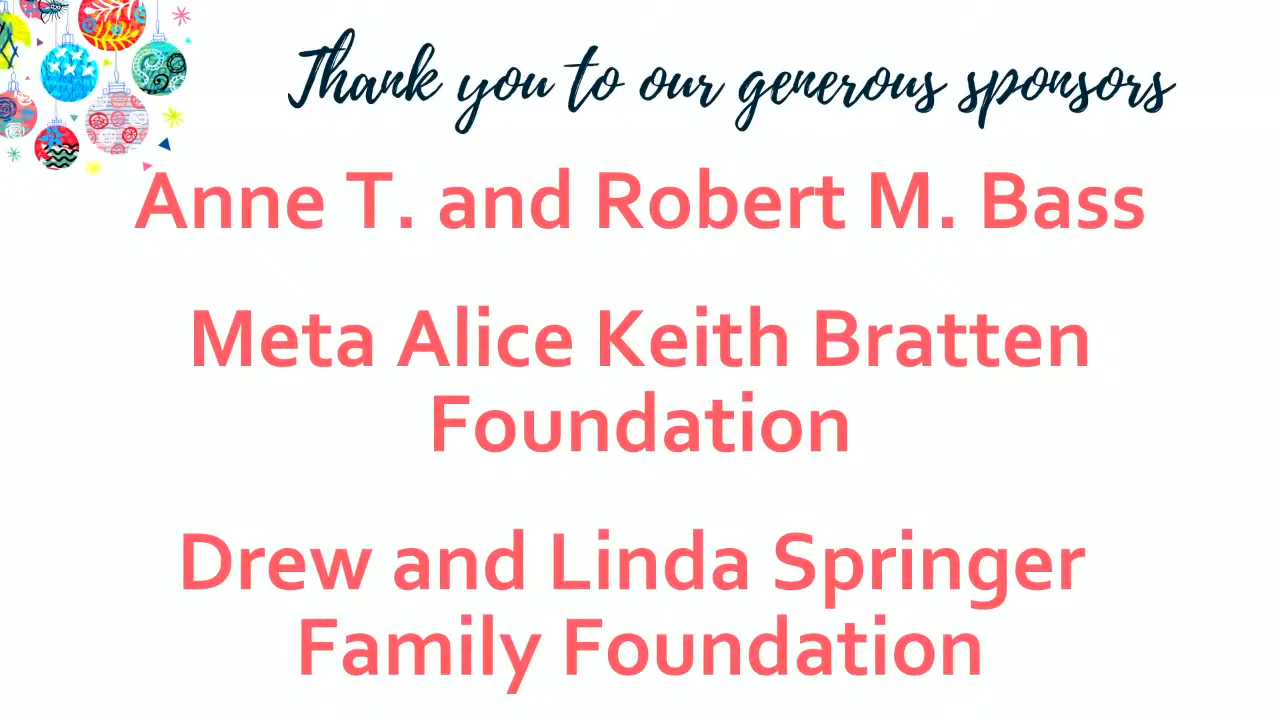 Thank you to our generous sponsors
Anne T. and Robert M. Bass
Meta Alice Keith Bratten
Foundation
Drew and Linda Springer
Family Foundation